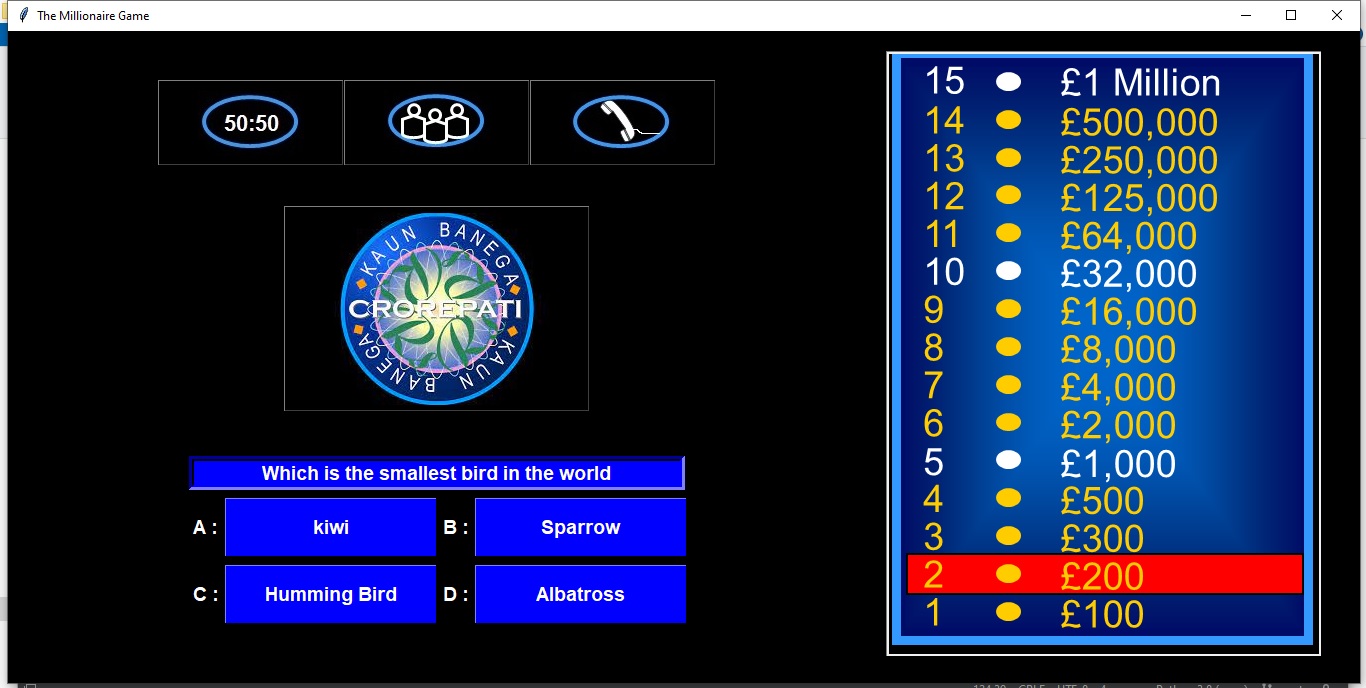 The Millionaire Game
50:50
KAUN BANEGA
CROREPATI
KAUN BANEGA
Which is the smallest bird in the world
A : kiwi B : Sparrow
C : Humming Bird D : Albatross
15 £1 Million
14 £500,000
13 £250,000
12 £125,000
11 £64,000
10 £32,000
9 £16,000
8 £8,000
7 £4,000
6 £2,000
5 £1,000
4 £500
3 £300
2 £200
1 £100